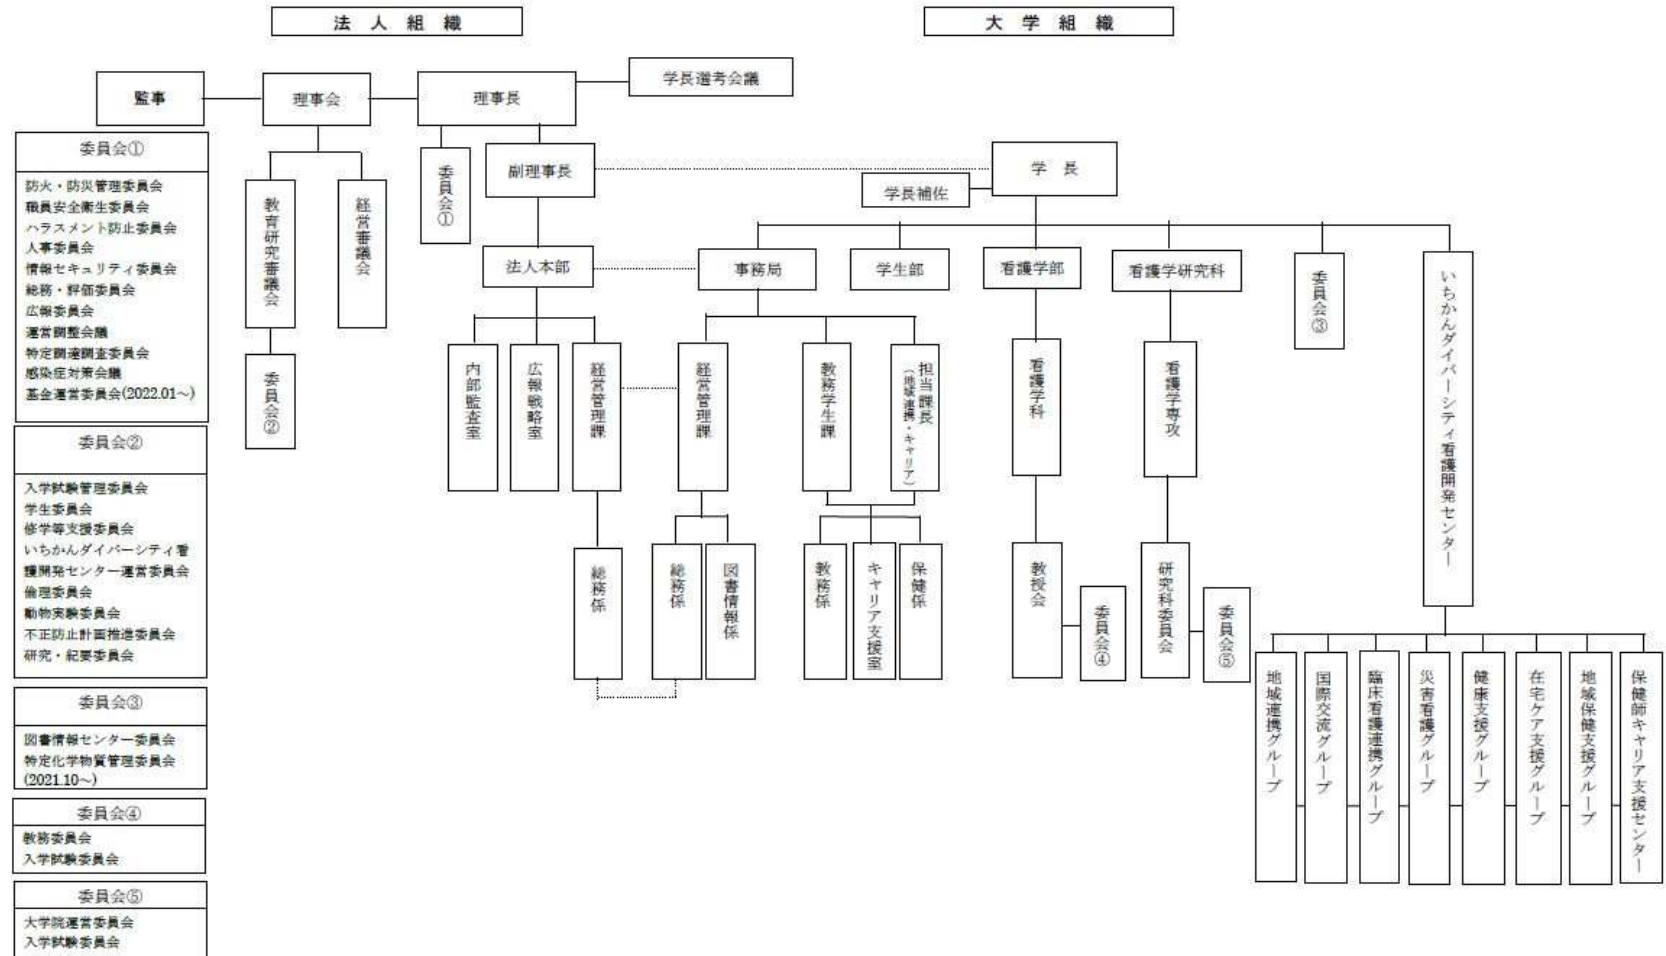 法人組織
大学組織
監事
理事会
理事長
学長選考会議
委員会①
防火・防災管理委員会
職員安全衛生委員会
ハラスメント防止委員会
人事委員会
情報セキュリティ委員会
総務・評価委員会
広報委員会
運営調整会議
特定調達調査委員会
感染症対策会議
基金運営委員会(2022.01～)
委員会②
入学試験管理委員会
学生委員会
修学等支援委員会
いちかんダイバーシティ看
護開発センター運営委員会
倫理委員会
動物実験委員会
不正防止計画推進委員会
研究・紀要委員会
委員会③
図書情報センター委員会
特定化学物質管理委員会
(2021.10～)
委員会④
教務委員会
入学試験委員会
委員会⑤
大学院運営委員会
入学試験委員会
教育研究審議会
経営審議会
委員会②
委員会①
副理事長
学長
学長補佐
法人本部
事務局
学生部
看護学部
看護学研究科
委員会③
いちかんダイバーシティ看護開発センター
内部監査室
広報戦略室
経営管理課
経営管理課
教務学生課
担当課長
（地域連携・キャリア）
看護学科
看護学専攻
総務係
総務係
図書情報係
教務係
キャリア支援室
保健係
教授会
委員会④
研究科委員会
委員会⑤
地域連携グループ
国際交流グループ
臨床看護連携グループ
災害看護グループ
健康支援グループ
在宅ケア支援グループ
地域保健支援グループ
保健師キャリア支援センター